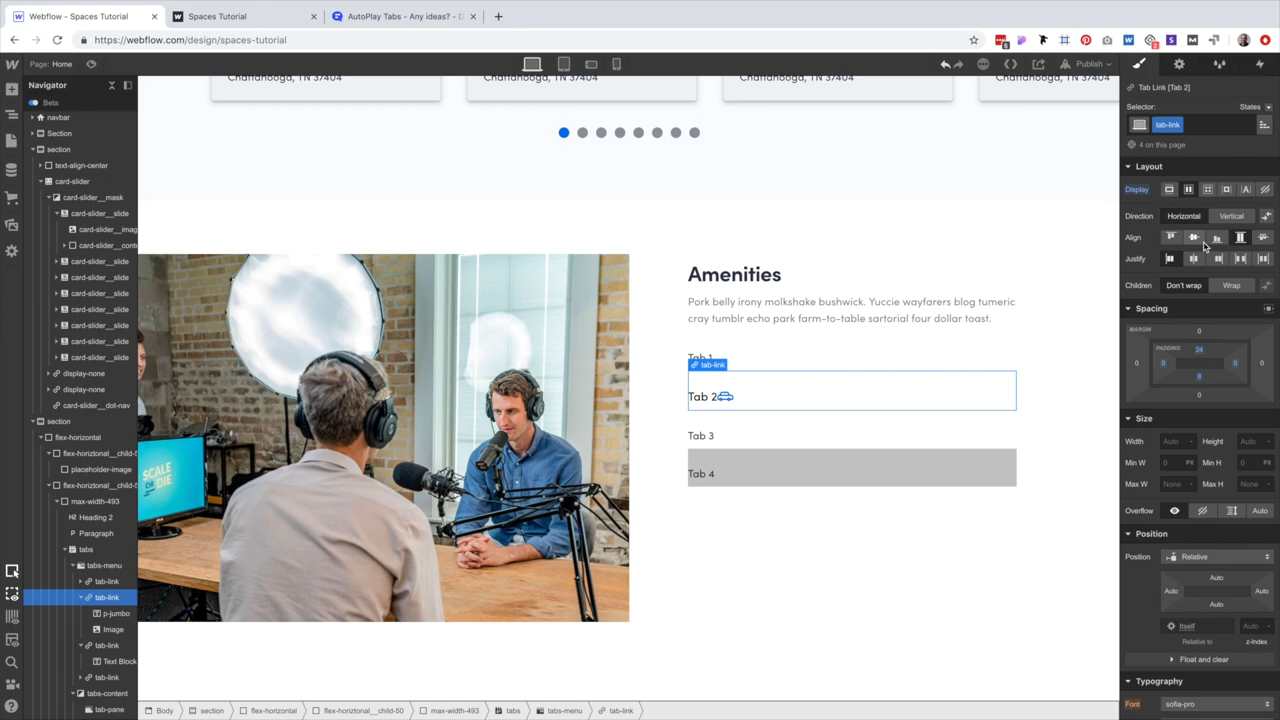 Webflow - Spaces Tutorial
Spaces Tutorial
AutoPlay Tabs - Any ideas? - D
https://webflow.com/design/spaces-tutorial
Page: Home
Publish
Navigator
Beta
navbar
Section
section
text-align-center
card-slider
card-slider__mask
card-slider__slide
card-slider__imag
card-slider__conte
card-slider__slide
card-slider__slide
card-slider__slide
card-slider__slide
card-slider__slide
card-slider__slide
card-slider__slide
display-none
display-none
card-slider__dot-nav
section
flex-horizontal
flex-horiztonal__child-5
placeholder-image
flex-horiztonal__child-5
max-width-493
H2 Heading 2
P Paragraph
tabs
tabs-menu
tab-link
tab-link
p-jumbo
Image
tab-link
Text Block
tab-link
tabs-content
tab-pane
Chattanooga, TN 37404
Chattanooga, TN 37404
Chattanooga, TN 37404
Chattanooga, TN 37404
SCALE
OR
DIE
Amenities
Pork belly irony molkshake bushwick. Yuccie wayfarers blog tumeric
cray tumblr echo park farm-to-table sartorial four dollar toast.
Tab 1
tab-link
Tab 2
Tab 3
Tab 4
Body
section
flex-horizontal
flex-horiztonal__child-50
max-width-493
tabs
tabs-menu
tab-link
Tab Link [Tab 2]
Selector:
States
tab-link
4 on this page
Layout
Display
Direction
Horizontal
Vertical
Align
Justify
Children
Don't wrap
Wrap
Spacing
MARGIN
0
PADDING
24
0
0
0
0
8
0
Size
Width
Auto
Height
Auto
Min W
0 PX
Min H
0 PX
Max W
None
Max H
None
Overflow
Auto
Position
Position
Relative
Auto
Auto
Auto
Auto
Itself
Auto
Relative to
z-Index
Float and clear
Typography
Font
sofia-pro